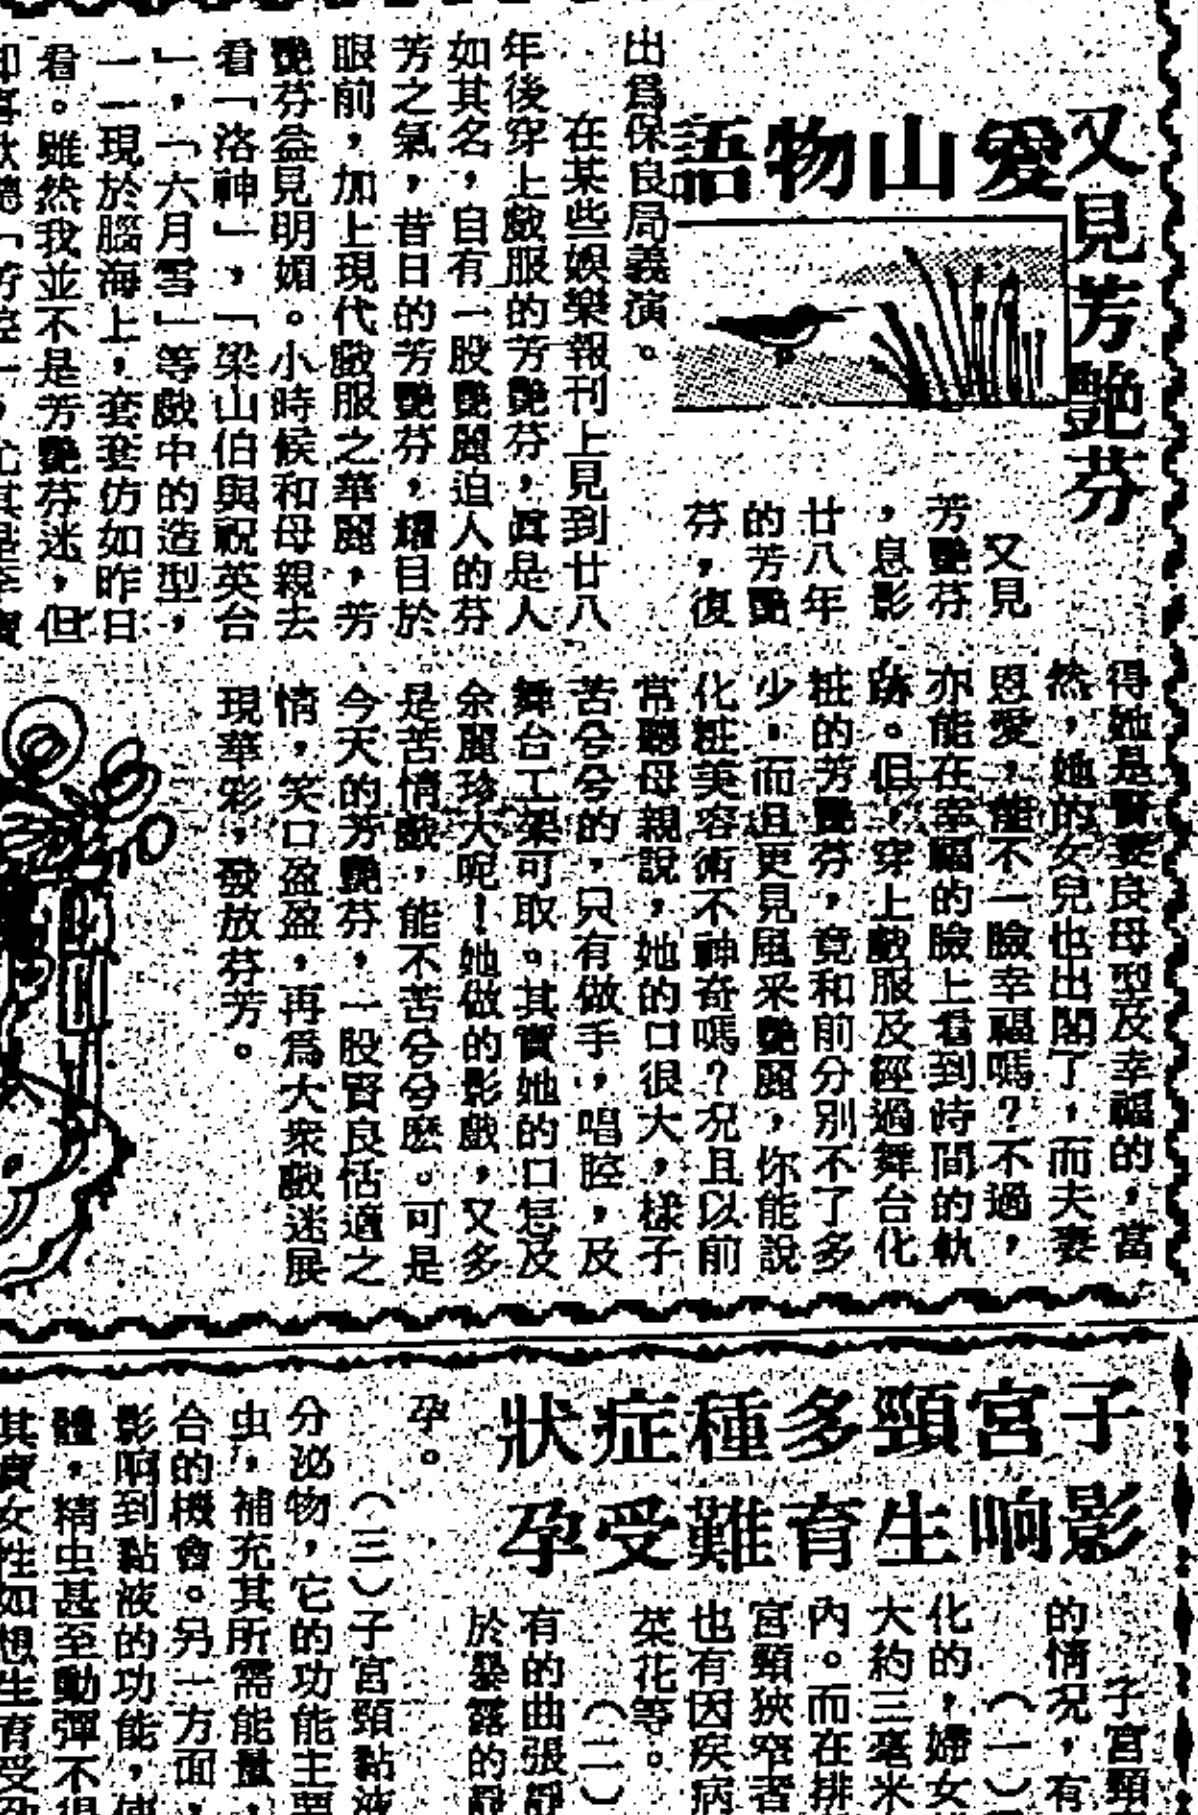 又見芳艷芬
愛山物語
又見
芳艷芬
，息影
廿八年
的芳艷
芬，復
出爲保良局義演。
在某些娛樂報刊上見到廿八
年後穿上戲服的芳艷芬，眞是人
如其名，自有一股艷麗迫人的芬
芳之氣，昔日的芳艷芬，耀目於
眼前，加上現代戲服之華麗，芳
艷芬益見明媚。小時候和母親去
看「洛神」，「梁山伯與祝英台
」，「六月雪」等戲中的造型，
一一現於腦海上，套套仿如昨日
看。雖然我並不是芳艷芬迷，但
得她是賢妻良母型及幸福的，當
然，她的女兒也出閣了，而夫妻
恩愛，能不一臉幸福嗎？不過，
亦能在幸福的臉上看到時間的軌
跡。但，穿上戲服及經過舞台化
粧的芳艷芬，竟和前分別不了多
少，而且更見風采艷麗，你能說
化粧美容術不神奇嗎？况且以前
常聽母親說，她的口很大，樣子
苦兮兮的，只有做手，唱腔，及
舞台工架可取。其實她的口怎及
余麗珍大呢！她做的影戲，又多
是苦情戲，能不苦兮兮麽。可是
今天的芳艷芬，一股賢良恬適之
情，笑口盈盈，再爲大衆戲迷展
現華彩，發放芬芳。
子宮頸多種症狀
影响生育難受孕
子宮頸
的情况，有
（一）
化的，婦女
大約三毫米
內。而在排
宮頸狹窄者
也有因疾病
菜花等。
（二）
有的曲張靜
於暴露的靜
孕。
（三）子宮頸黏液
分泌物，它的功能主要
虫，補充其所需能量，
合的機會。另一方面，
影响到黏液的功能，使
體，精虫甚至動彈不得
其實女性如想生育受孕